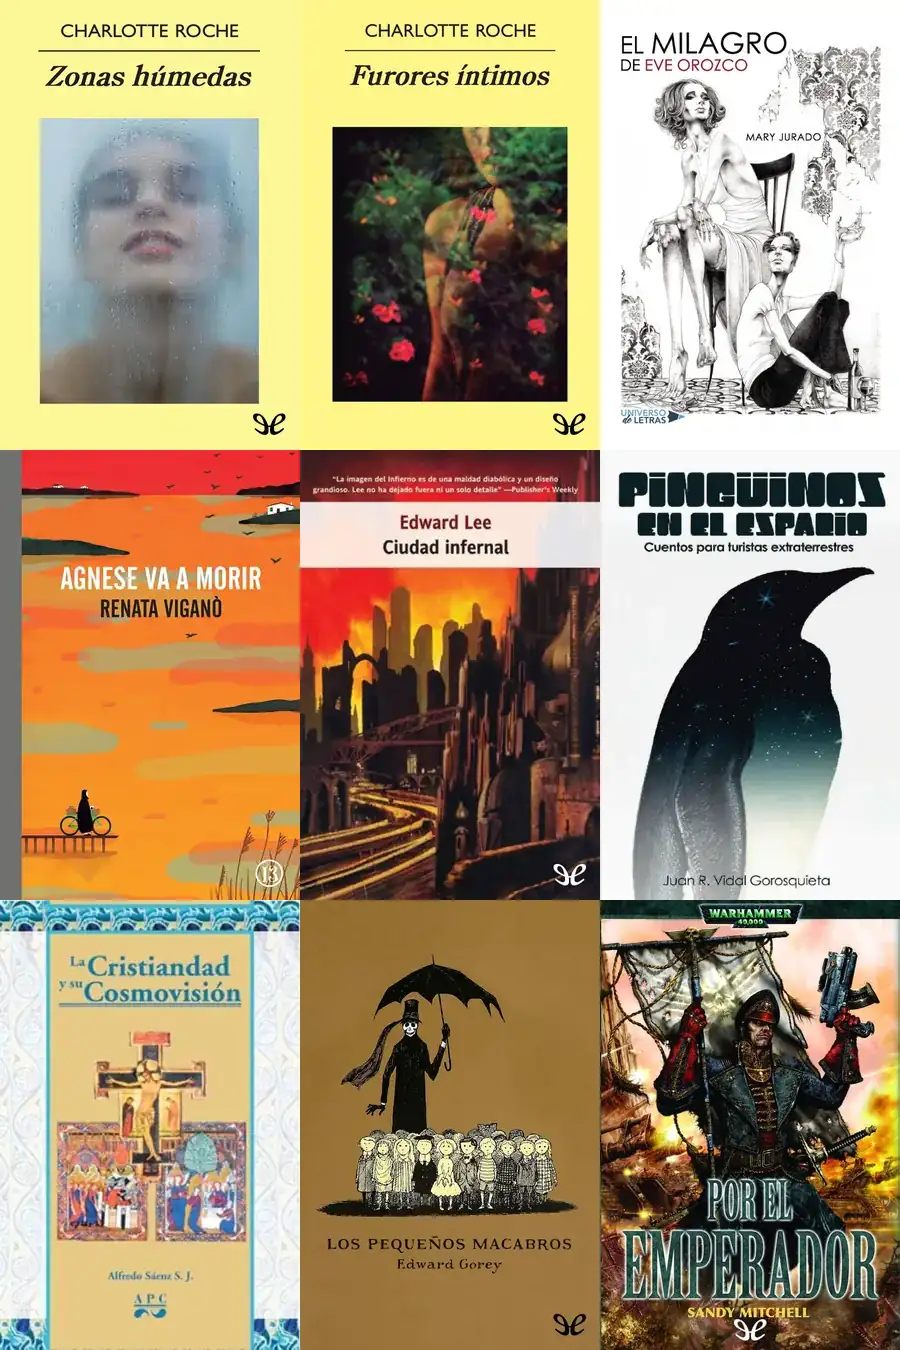 CHARLOTTE ROCHE
Zonas húmedas
CHARLOTTE ROCHE
Furores íntimos
EL MILAGRO
DE EVE OROZCO
MARY JURADO
UNIVERSO
de LETRAS
AGNESE VA A MORIR
RENATA VIGANÒ
13
"La imagen del Infierno es de una maldad diabólica y un diseño
grandioso. Lee no ha dejado fuera ni un solo detalle" —Publisher's Weekly
Edward Lee
Ciudad infernal
PINGÜINOS
EN EL ESPACIO
Cuentos para turistas extraterrestres
Juan R. Vidal Gorosquieta
La Cristiandad
y su Cosmovisión
Alfredo Sáenz S. J.
APC
LOS PEQUEÑOS MACABROS
Edward Gorey
WARHAMMER
40,000
POR EL
EMPERADOR
SANDY MITCHELL